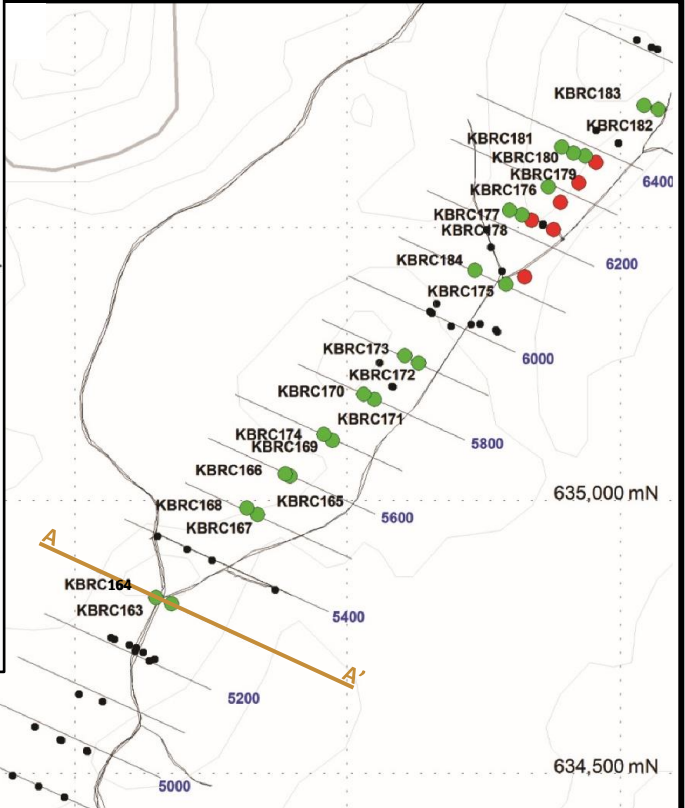 KBRC183
KBRC182
KBRC181
KBRC180
KBRC179
KBRC176
6400
KBRC177
KBRC178
KBRC184
6200
KBRC175
KBRC173
6000
KBRC172
KBRC170
KBRC171
KBRC174
5800
KBRC169
KBRC166
635,000 mN
KBRC165
KBRC168
5600
KBRC167
A
KBRC164
KBRC163
5400
A'
5200
634,500 mN
5000